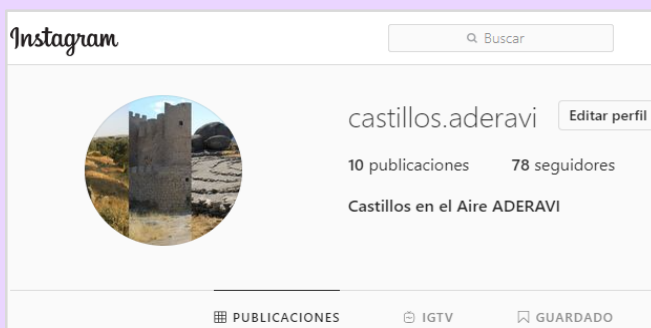 Instagram
Buscar
castillos.aderavi Editar perfil
10 publicaciones 78 seguidores
Castillos en el Aire ADERAVI
PUBLICACIONES IGTV GUARDADO